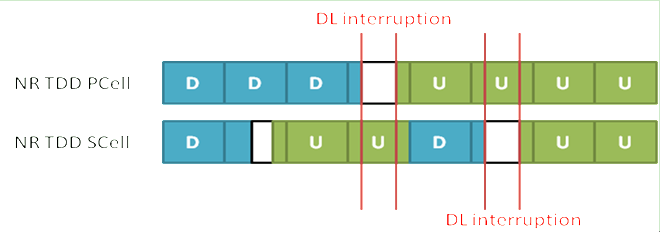 DL interruption
NR TDD PCell D D D U U U U
NR TDD SCell D U U D U U
DL interruption